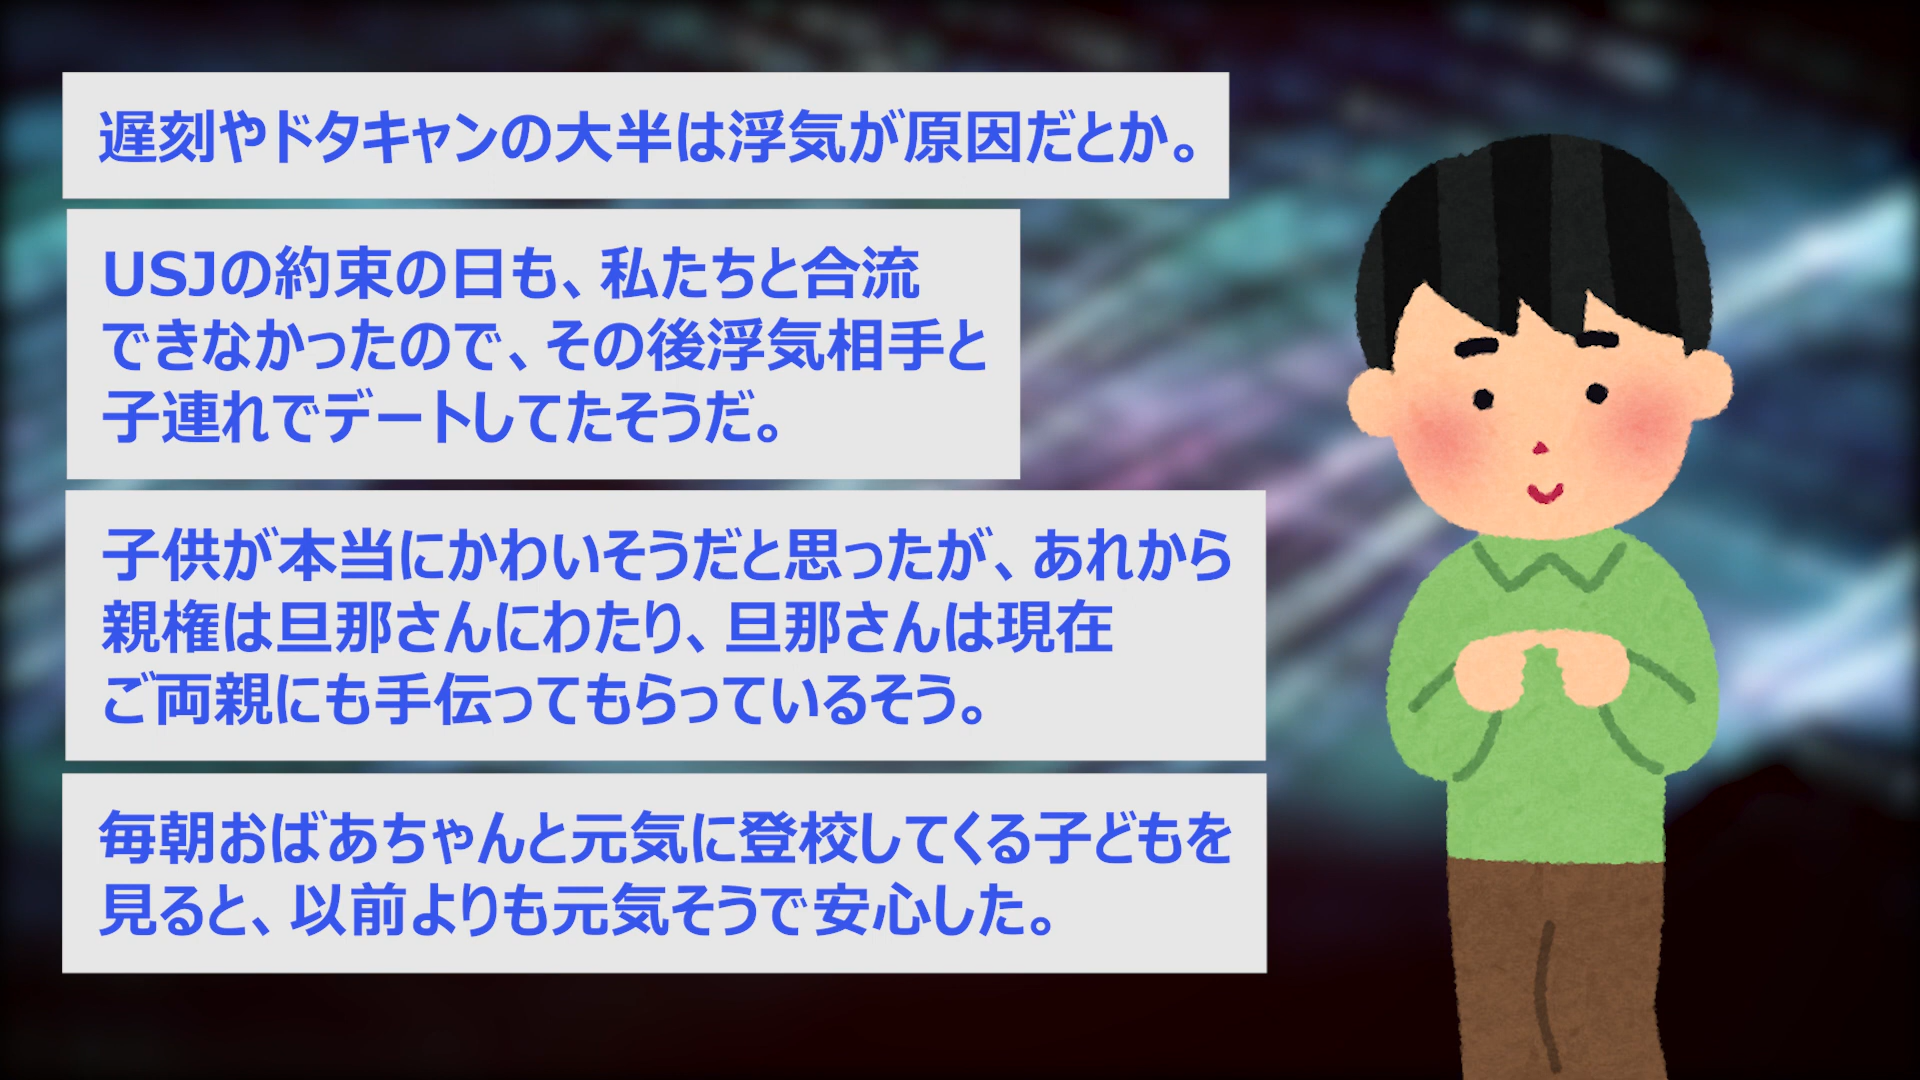 遅刻やドタキャンの大半は浮気が原因だとか。
USJの約束の日も、私たちと合流
できなかったので、その後浮気相手と
子連れでデートしてたそうだ。
子供が本当にかわいそうだと思ったが、あれから
親権は旦那さんにわたり、旦那さんは現在
ご両親にも手伝ってもらっているそう。
毎朝おばあちゃんと元気に登校してくる子どもを
見ると、以前よりも元気そうで安心した。